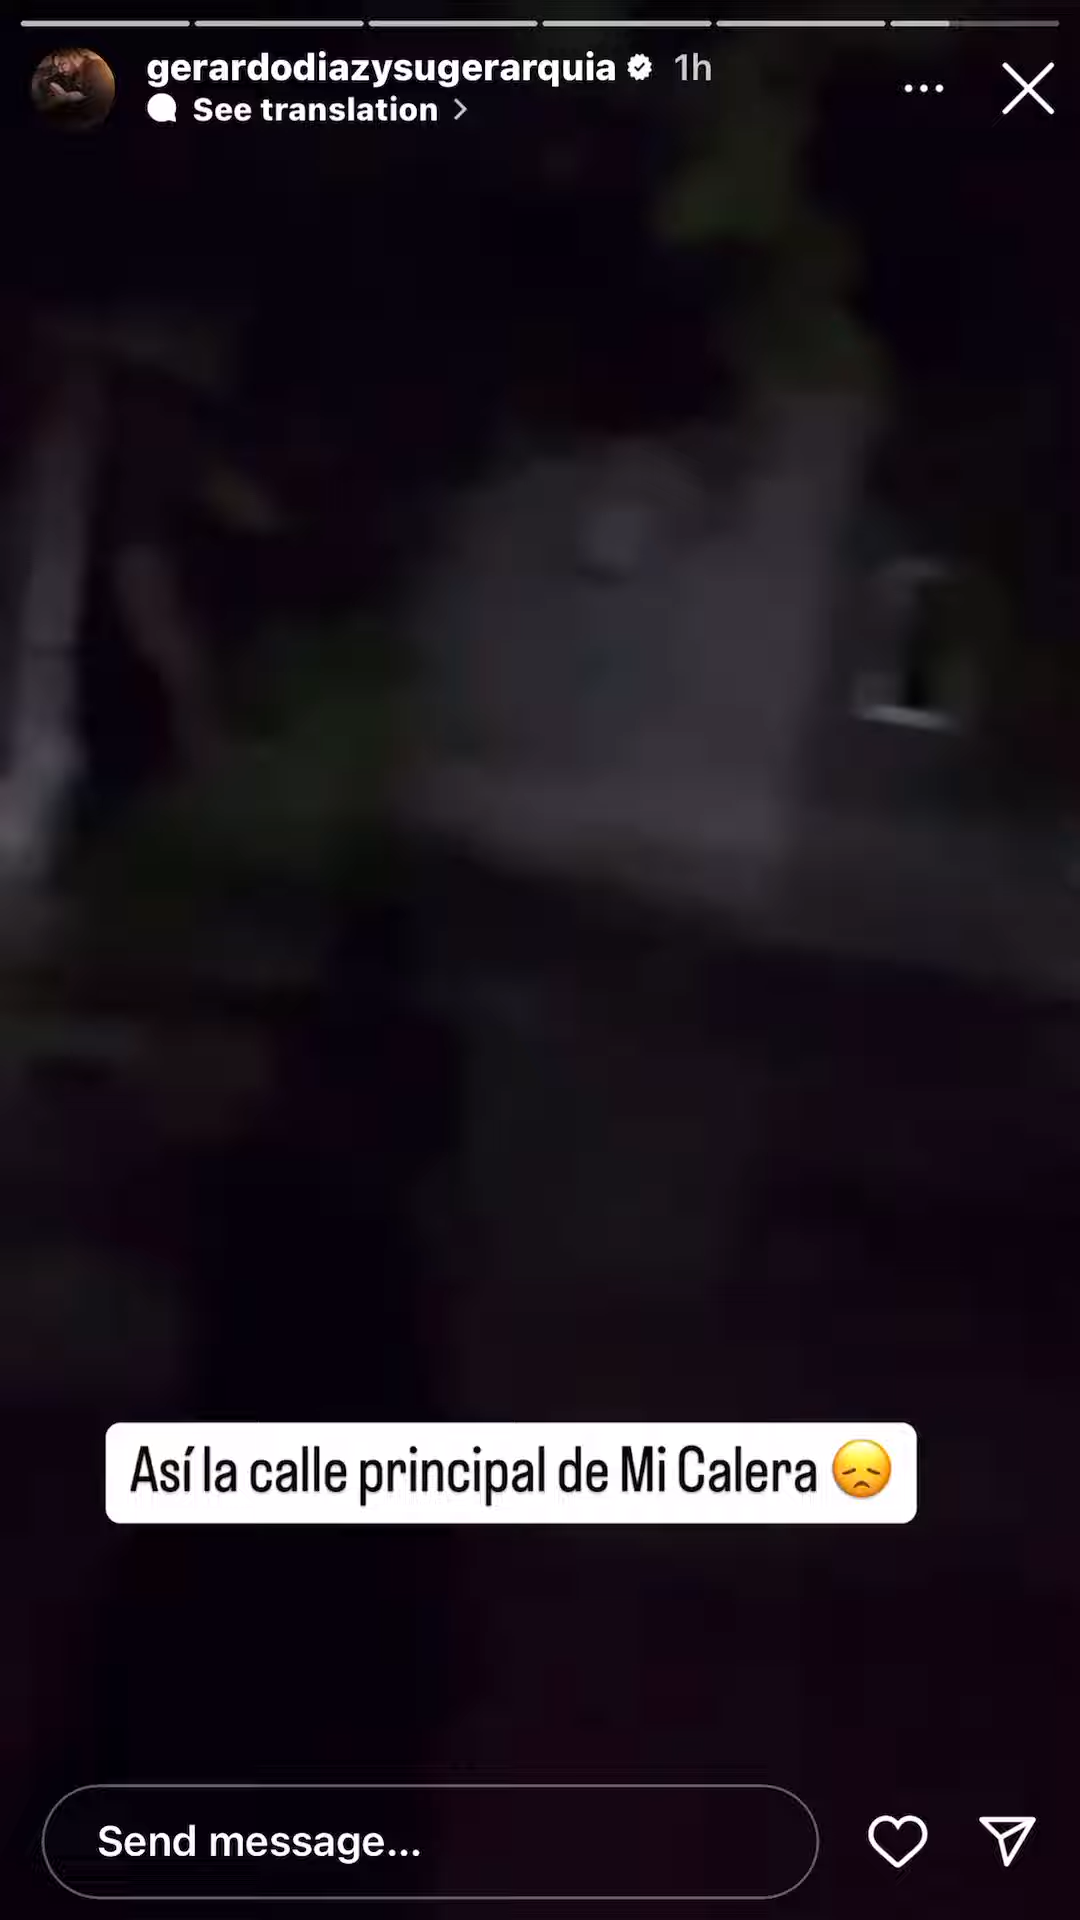 gerardodiazysugerarquia 1h
See translation >
Así la calle principal de Mi Calera 😞
Send message...